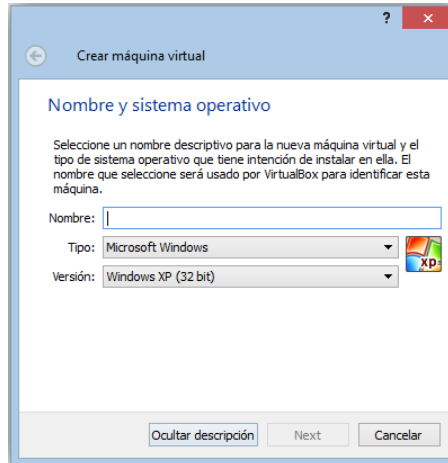 ?
Crear máquina virtual
Nombre y sistema operativo
Seleccione un nombre descriptivo para la nueva máquina virtual y el
tipo de sistema operativo que tiene intención de instalar en ella. El
nombre que seleccione será usado por VirtualBox para identificar esta
máquina.
Nombre:
Tipo: Microsoft Windows
xp
Versión: Windows XP (32 bit)
Ocultar descripción Next Cancelar